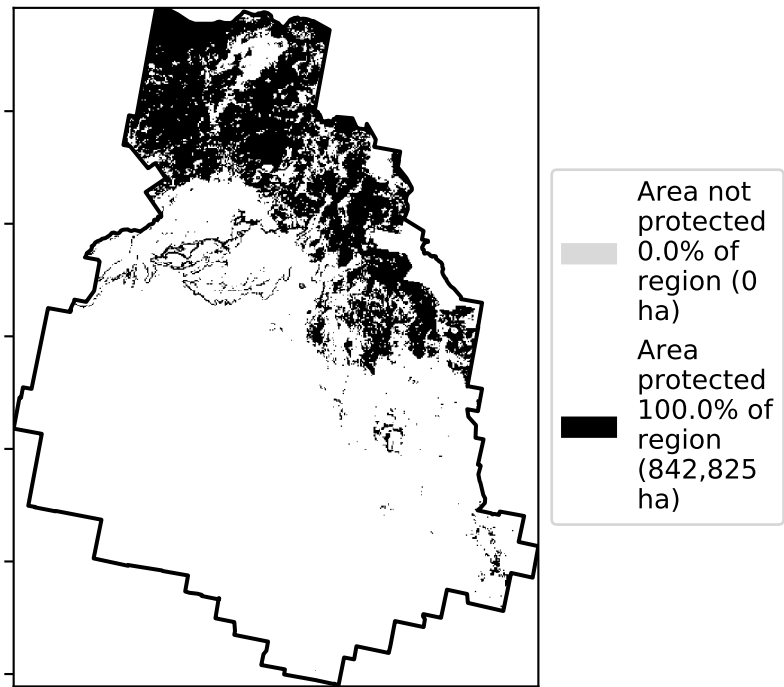 Area not
protected
0.0% of
region (0
ha)
Area
protected
100.0% of
region
(842,825
ha)